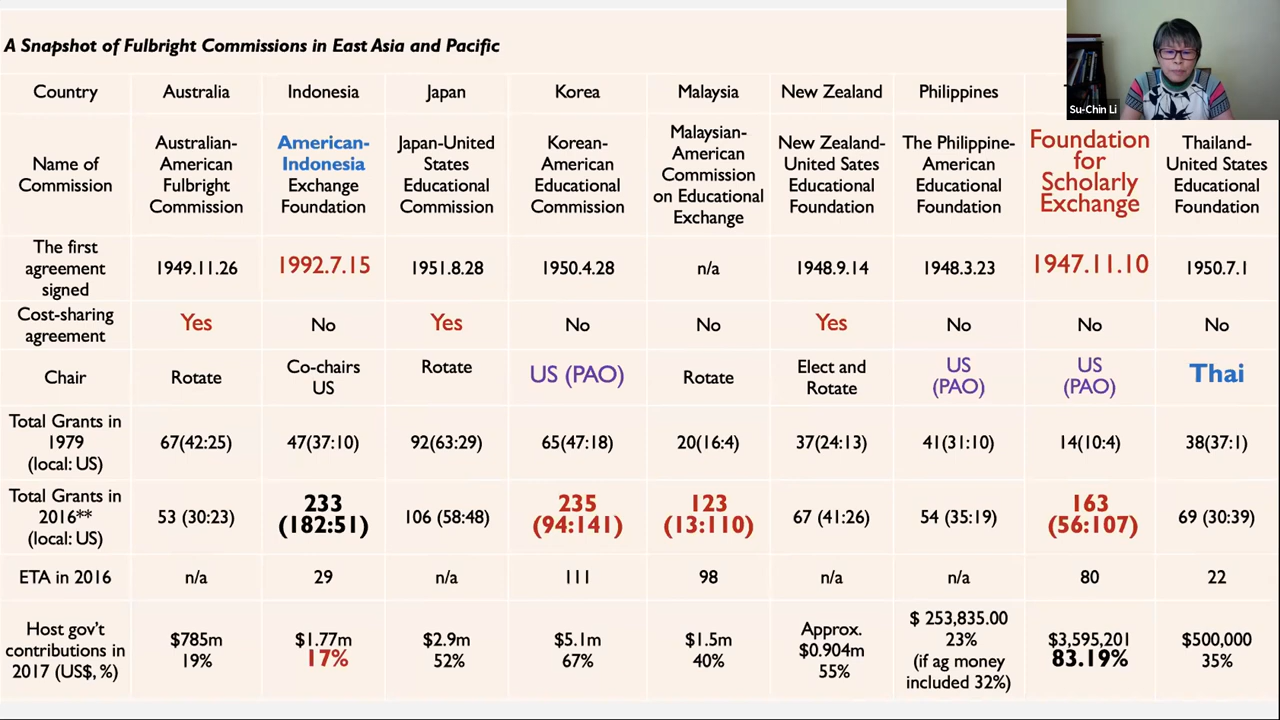 A Snapshot of Fulbright Commissions in East Asia and Pacific
Su-Chin Li
Country Australia Indonesia Japan Korea Malaysia New Zealand Philippines
Name of
Commission
Australian-
American
Fulbright
Commission
American-
Indonesia
Exchange
Foundation
Japan-United
States
Educational
Commission
Korean-
American
Educational
Commission
Malaysian-
American
Commission
on Educational
Exchange
New Zealand-
United Sates
Educational
Foundation
The Philippine-
American
Educational
Foundation
Foundation
for
Scholarly
Exchange
Thailand-
United States
Educational
Foundation
The first
agreement
signed
1949.11.26 1992.7.15 1951.8.28 1950.4.28 n/a 1948.9.14 1948.3.23 1947.11.10 1950.7.1
Cost-sharing
agreement
Yes No Yes No No Yes No No No
Chair
Rotate
Co-chairs
US
Rotate
US (PAO)
Rotate
Elect and
Rotate
US
(PAO)
US
(PAO)
Thai
Total Grants in
1979
(local: US)
67(42:25) 47(37:10) 92(63:29) 65(47:18) 20(16:4) 37(24:13) 41(31:10) 14(10:4) 38(37:1)
Total Grants in
2016**
(local: US)
53 (30:23)
233
(182:51)
106 (58:48)
235
(94:141)
123
(13:110)
67 (41:26)
54 (35:19)
163
(56:107)
69 (30:39)
ETA in 2016 n/a 29 n/a 111 98 n/a n/a 80 22
Host gov't
contributions in
2017 (US$, %)
$785m
19%
$1.77m
17%
$2.9m
52%
$5.1m
67%
$1.5m
40%
Approx.
$0.904m
55%
$ 253,835.00
23%
(if ag money
included 32%)
$3,595,201
83.19%
$500,000
35%